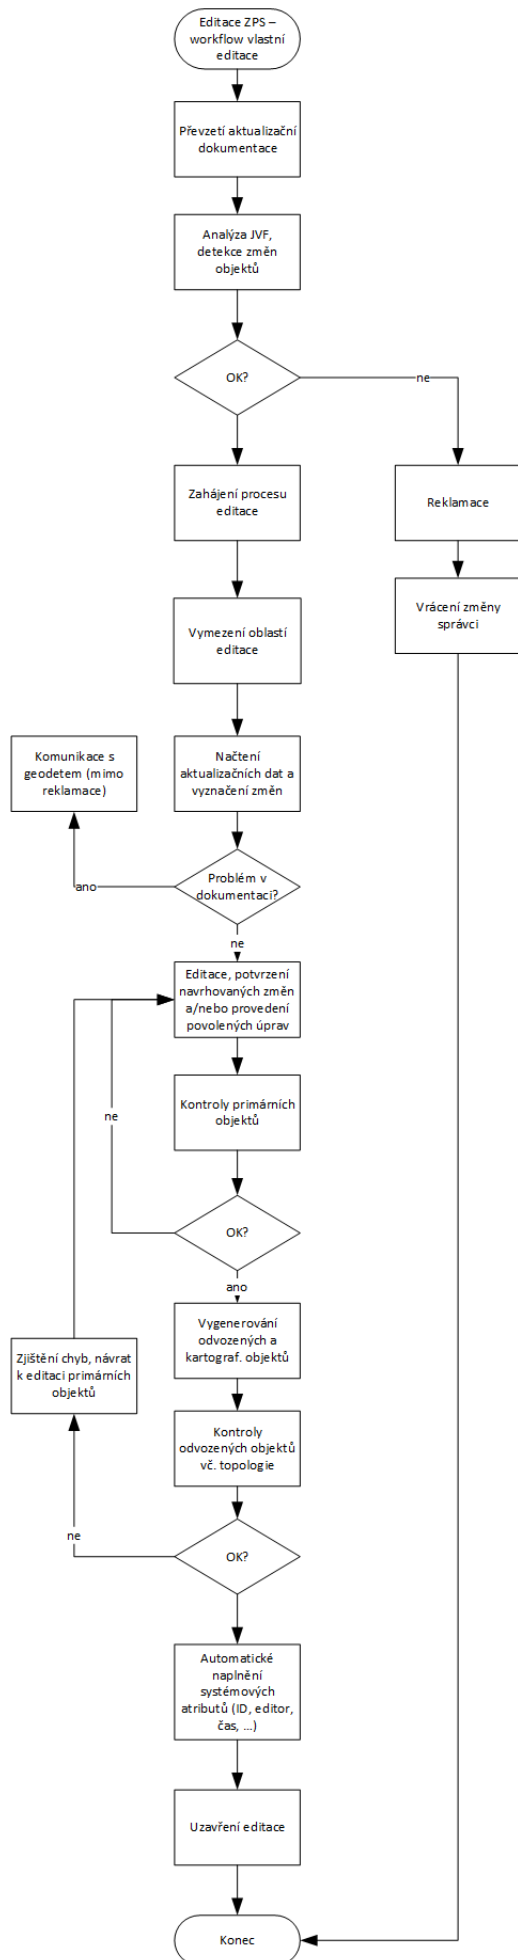 Editace ZPS –
workflow vlastní
editace
Převzetí aktualizační
dokumentace
Analýza JVF,
detekce změn
objektů
OK?
ne
Zahájení procesu
editace
Reklamace
Vymezení oblastí
editace
Vrácení změny
správci
Komunikace s
geodetem (mimo
reklamace)
Načtení
aktualizačních dat a
vyznačení změn
Problém v
dokumentaci?
ano
ne
Editace, potvrzení
navrhovaných změn
a/nebo provedení
povolených úprav
Kontroly primárních
objektů
ne
OK?
ano
Vygenerování
odvozených a
kartograf. objektů
Zjištění chyb, návrat
k editaci primárních
objektů
Kontroly
odvozených objektů
vč. topologie
ne
OK?
Automatické
naplnění
systémových
atributů (ID, editor,
čas, ...)
Uzavření editace
Konec